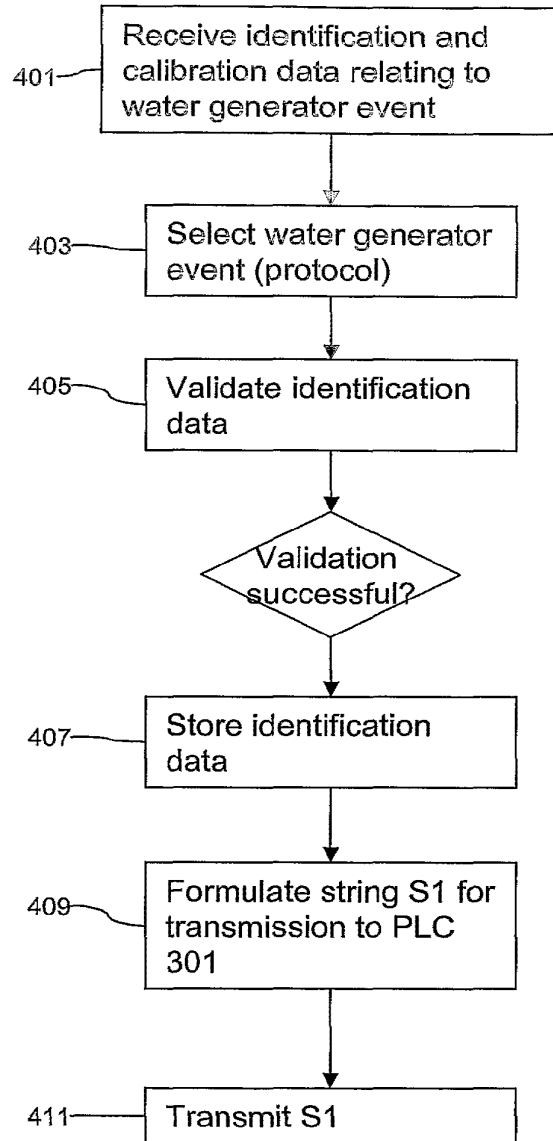 Receive identification and
401
calibration data relating to
water generator event
403
Select water generator
event (protocol)
405
Validate identification
data
Validation
successful?
407
Store identification
data
409
Formulate string S1 for
transmission to PLC
301
411
Transmit S1